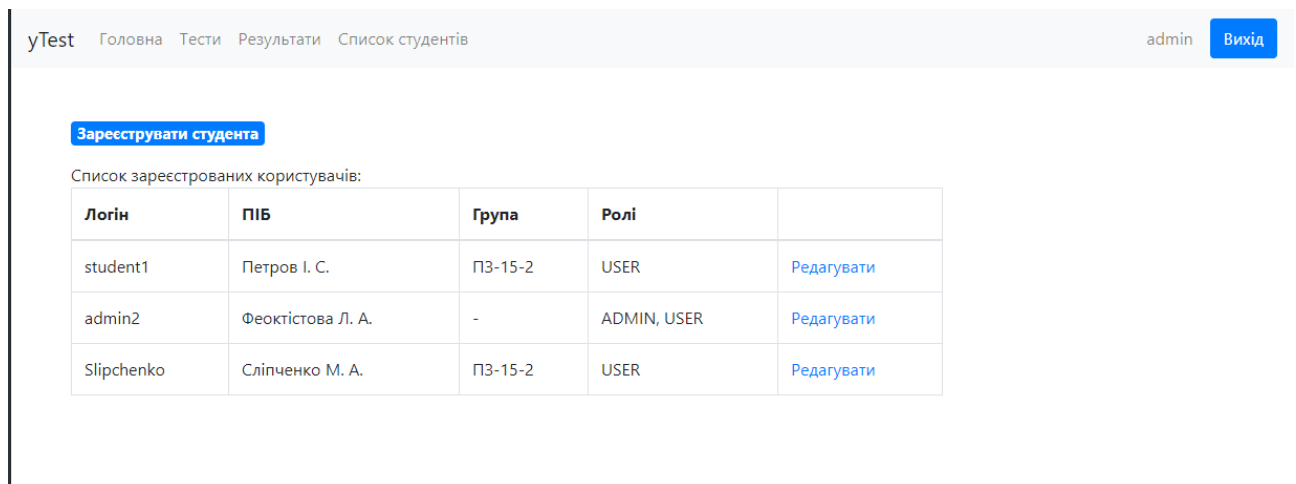 yTest Головна Тести Результати Список студентів admin Вихід
Зареєструвати студента
Список зареєстрованих користувачів:
Логін ПІБ Група Ролі
student1 Петров І. С. ПЗ-15-2 USER Редагувати
admin2 Феоктістова Л. А. - ADMIN, USER Редагувати
Slipchenko Сліпченко М. А. ПЗ-15-2 USER Редагувати